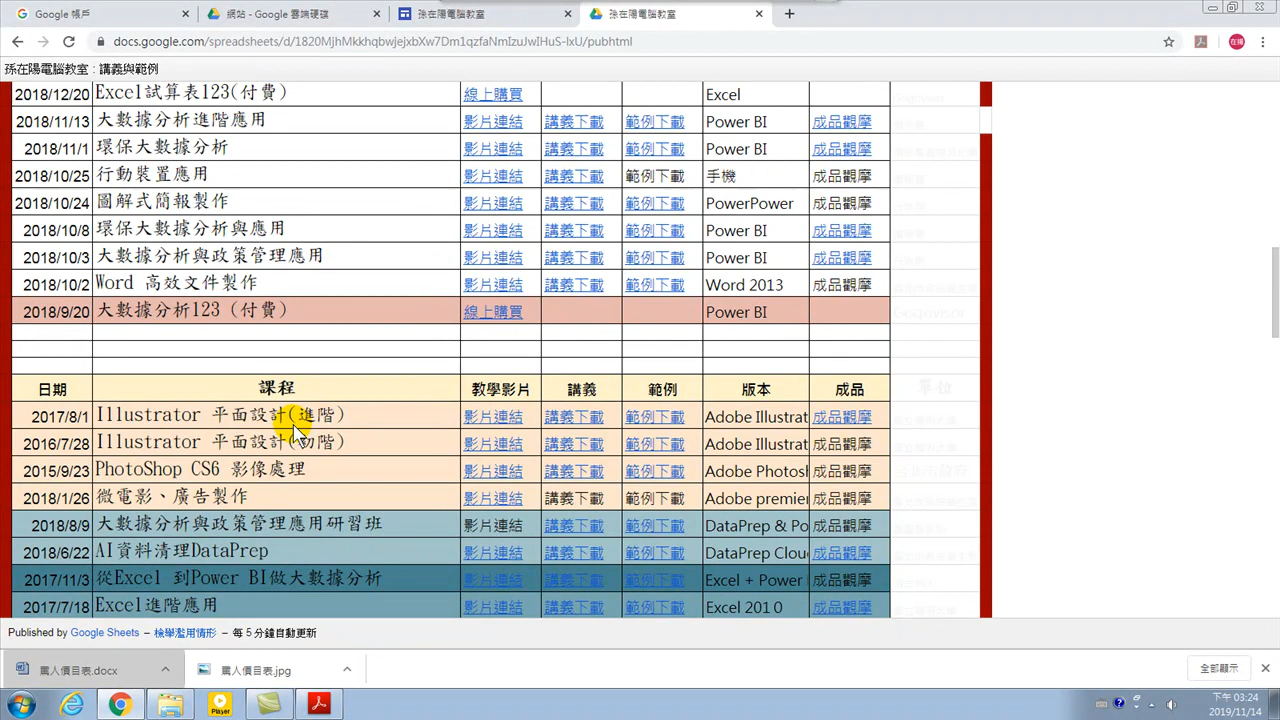 Google 帳戶
網站 - Google 雲端硬碟
孫在陽電腦教室
孫在陽電腦教室
docs.google.com/spreadsheets/d/1820MjhMkkhqbwjejxbXw7Dm1qzfaNmIzuJwIHuS-lxU/pubhtml
在陽
孫在陽電腦教室 : 講義與範例
2018/12/20 Excel試算表123(付費) 線上購買 Excel
2018/11/13 大數據分析進階應用 影片連結 講義下載 範例下載 Power BI 成品觀摩
2018/11/1 環保大數據分析 影片連結 講義下載 範例下載 Power BI 成品觀摩
2018/10/25 行動裝置應用 影片連結 講義下載 範例下載 手機 成品觀摩
2018/10/24 圖解式簡報製作 影片連結 講義下載 範例下載 PowerPower 成品觀摩
2018/10/8 環保大數據分析與應用 影片連結 講義下載 範例下載 Power BI 成品觀摩
2018/10/3 大數據分析與政策管理應用 影片連結 講義下載 範例下載 Power BI 成品觀摩
2018/10/2 Word 高效文件製作 影片連結 講義下載 範例下載 Word 2013 成品觀摩
2018/9/20 大數據分析123 (付費) 線上購買 Power BI
日期 課程 教學影片 講義 範例 版本 成品 單位
2017/8/1 Illustrator 平面設計(進階) 影片連結 講義下載 範例下載 Adobe Illustrat 成品觀摩
2016/7/28 Illustrator 平面設計(初階) 影片連結 講義下載 範例下載 Adobe Illustrat 成品觀摩
2015/9/23 PhotoShop CS6 影像處理 影片連結 講義下載 範例下載 Adobe Photosh 成品觀摩
2018/1/26 微電影、廣告製作 影片連結 講義下載 範例下載 Adobe premier 成品觀摩
2018/8/9 大數據分析與政策管理應用研習班 影片連結 講義下載 範例下載 DataPrep & Po 成品觀摩
2018/6/22 AI資料清理DataPrep 影片連結 講義下載 範例下載 DataPrep Clou 成品觀摩
2017/11/3 從Excel 到Power BI做大數據分析 影片連結 講義下載 範例下載 Excel + Power 成品觀摩
2017/7/18 Excel進階應用 影片連結 講義下載 範例下載 Excel 2010 成品觀摩
Published by Google Sheets – 檢舉濫用情形 – 每 5 分鐘自動更新
罵人價目表.docx
罵人價目表.jpg
全部顯示
Player
下午 03:24
2019/11/14